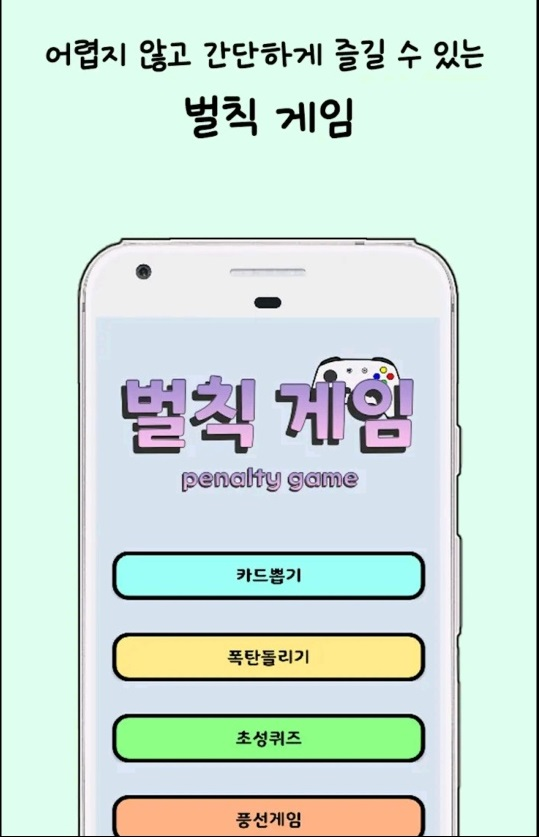 어렵지 않고 간단하게 즐길 수 있는
벌칙 게임
벌칙 게임
penalty game
카드뽑기
폭탄돌리기
초성퀴즈
풍선게임